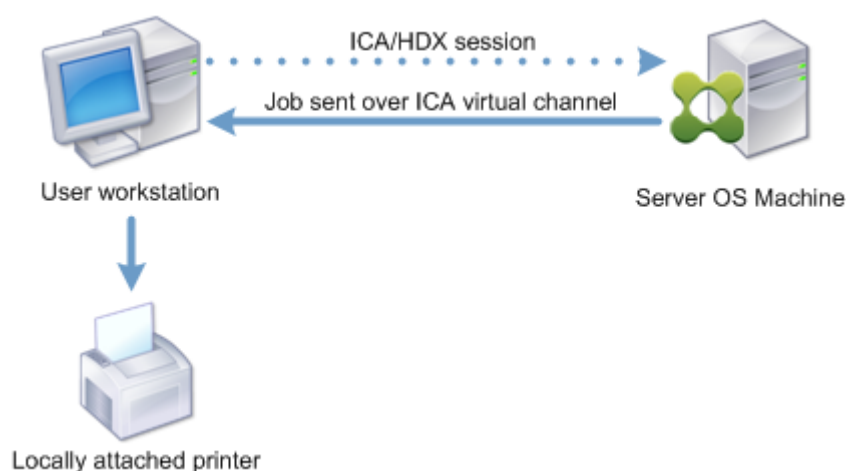 ICA/HDX session
Job sent over ICA virtual channel
User workstation
Server OS Machine
Locally attached printer